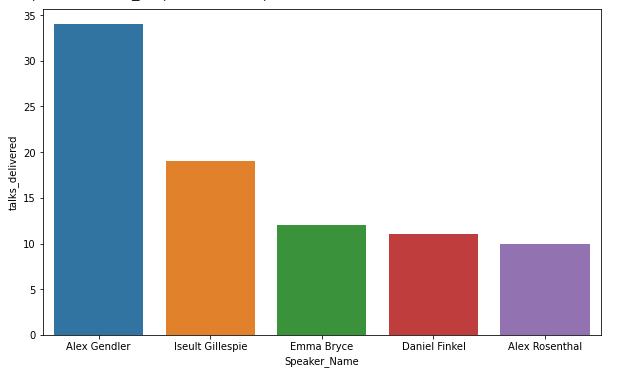 35
30
25
20
15
10
5
0
talks_delivered
Alex Gendler Iseult Gillespie Emma Bryce Daniel Finkel Alex Rosenthal
Speaker_Name